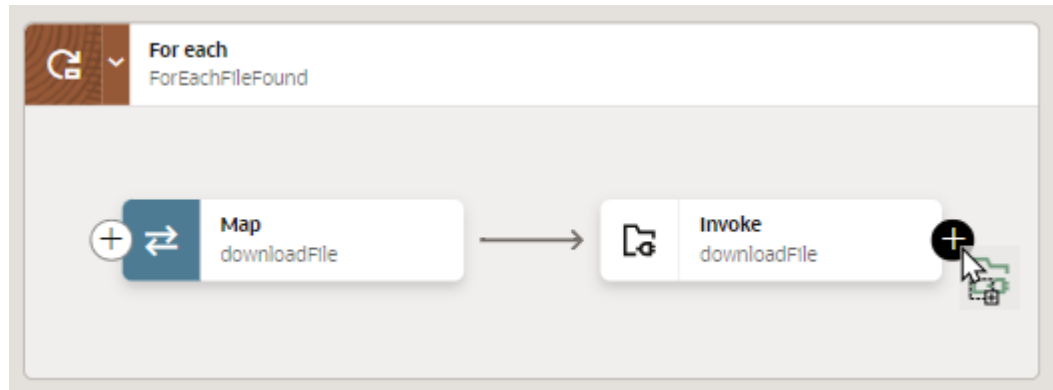 For each
ForEachFileFound
Map
downloadFile
Invoke
downloadFile